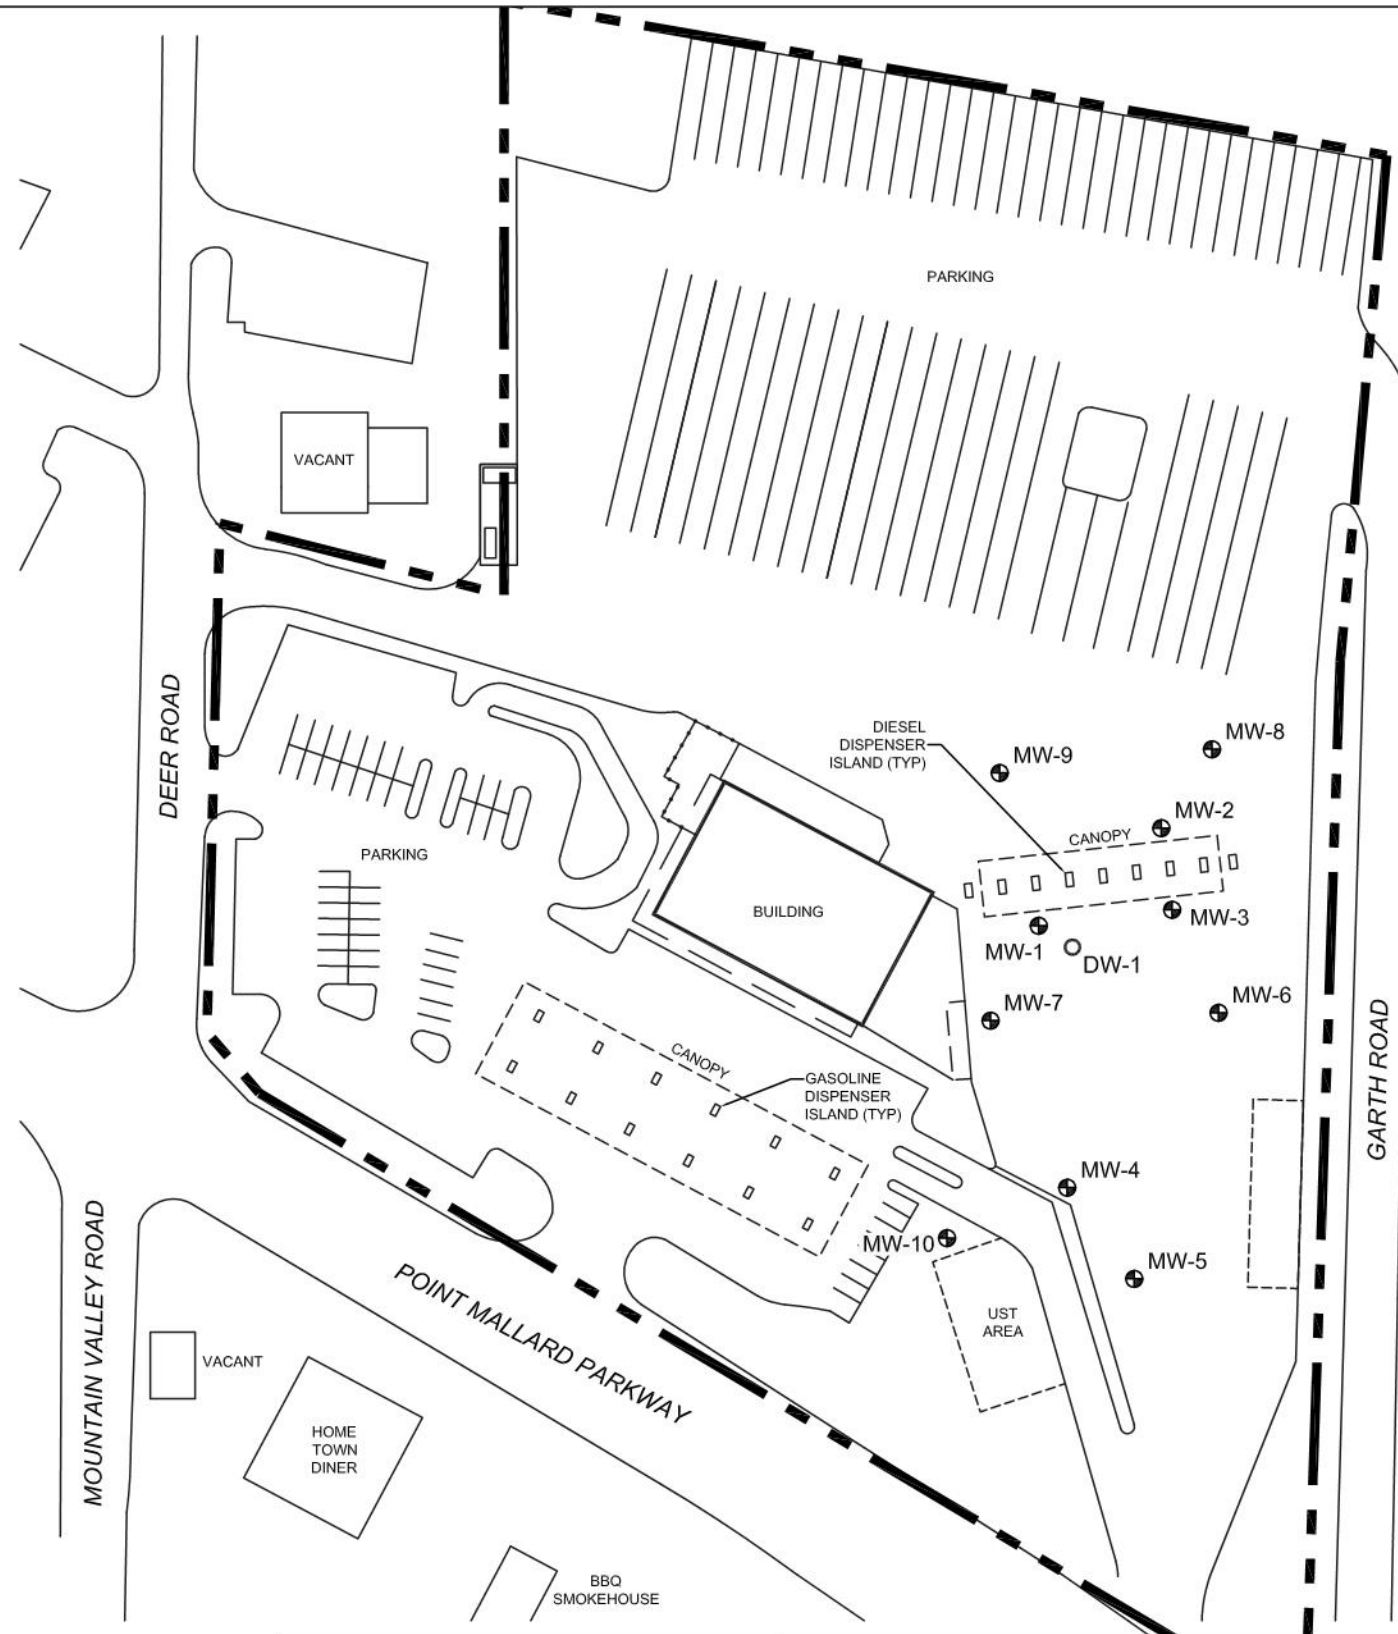 PARKING
VACANT
DEER ROAD
DIESEL
DISPENSER
ISLAND (TYP)
MW-9
MW-8
MW-2
CANOPY
PARKING
BUILDING
MW-3
MW-1
DW-1
MW-7
MW-6
CANOPY
GASOLINE
DISPENSER
ISLAND (TYP)
GARTH ROAD
MW-4
MW-10
MW-5
UST
AREA
MOUNTAIN VALLEY ROAD
POINT MALLARD PARKWAY
VACANT
HOME
TOWN
DINER
BBQ
SMOKEHOUSE